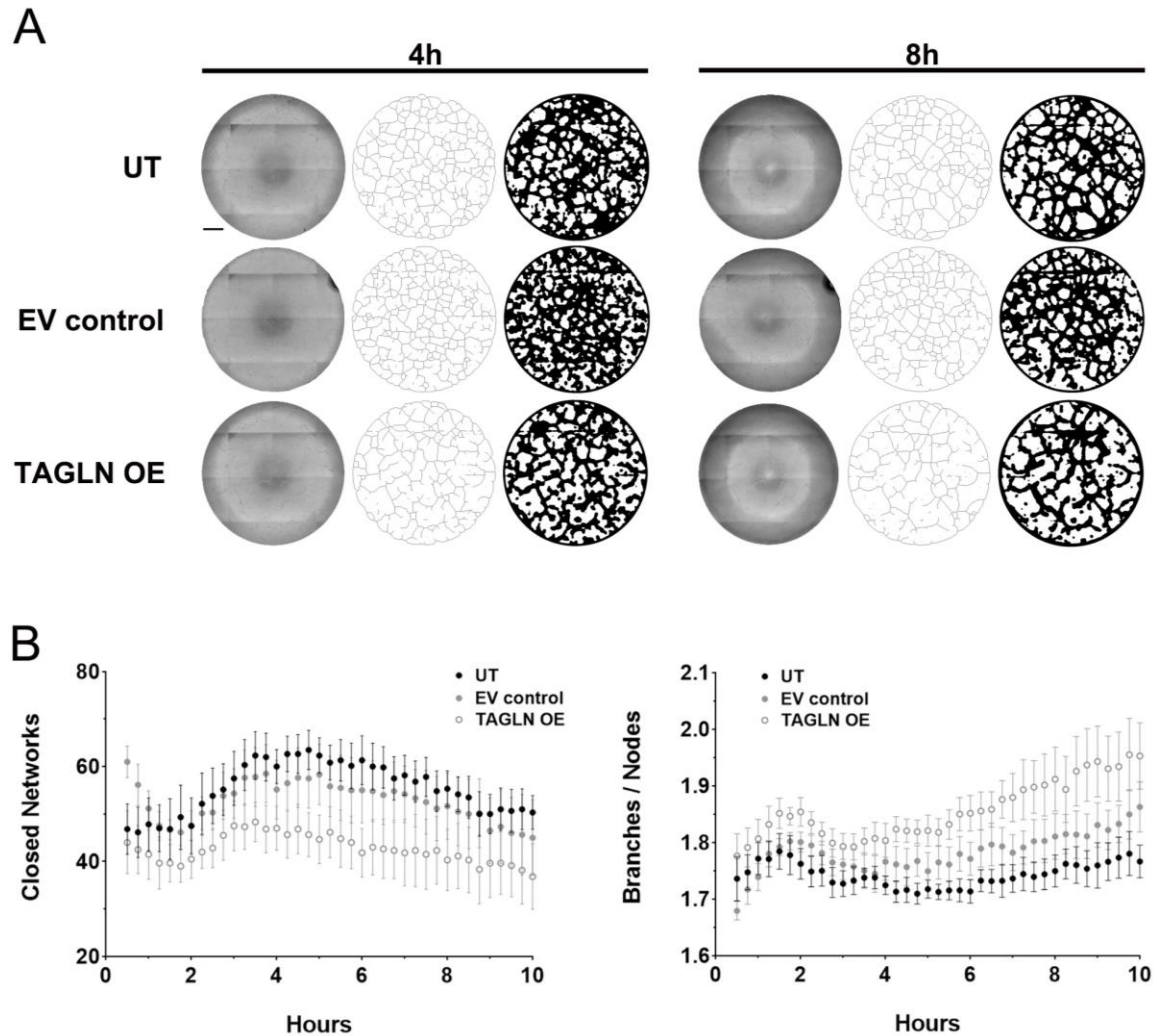 A
4h 8h
UT
EV control
TAGLN OE
B
80
60
40
20
Closed Networks
UT
EV control
TAGLN OE
0 2 4 6 8 10
Hours
2.1
2.0
1.9
1.8
1.7
1.6
Branches / Nodes
UT
EV control
TAGLN OE
0 2 4 6 8 10
Hours